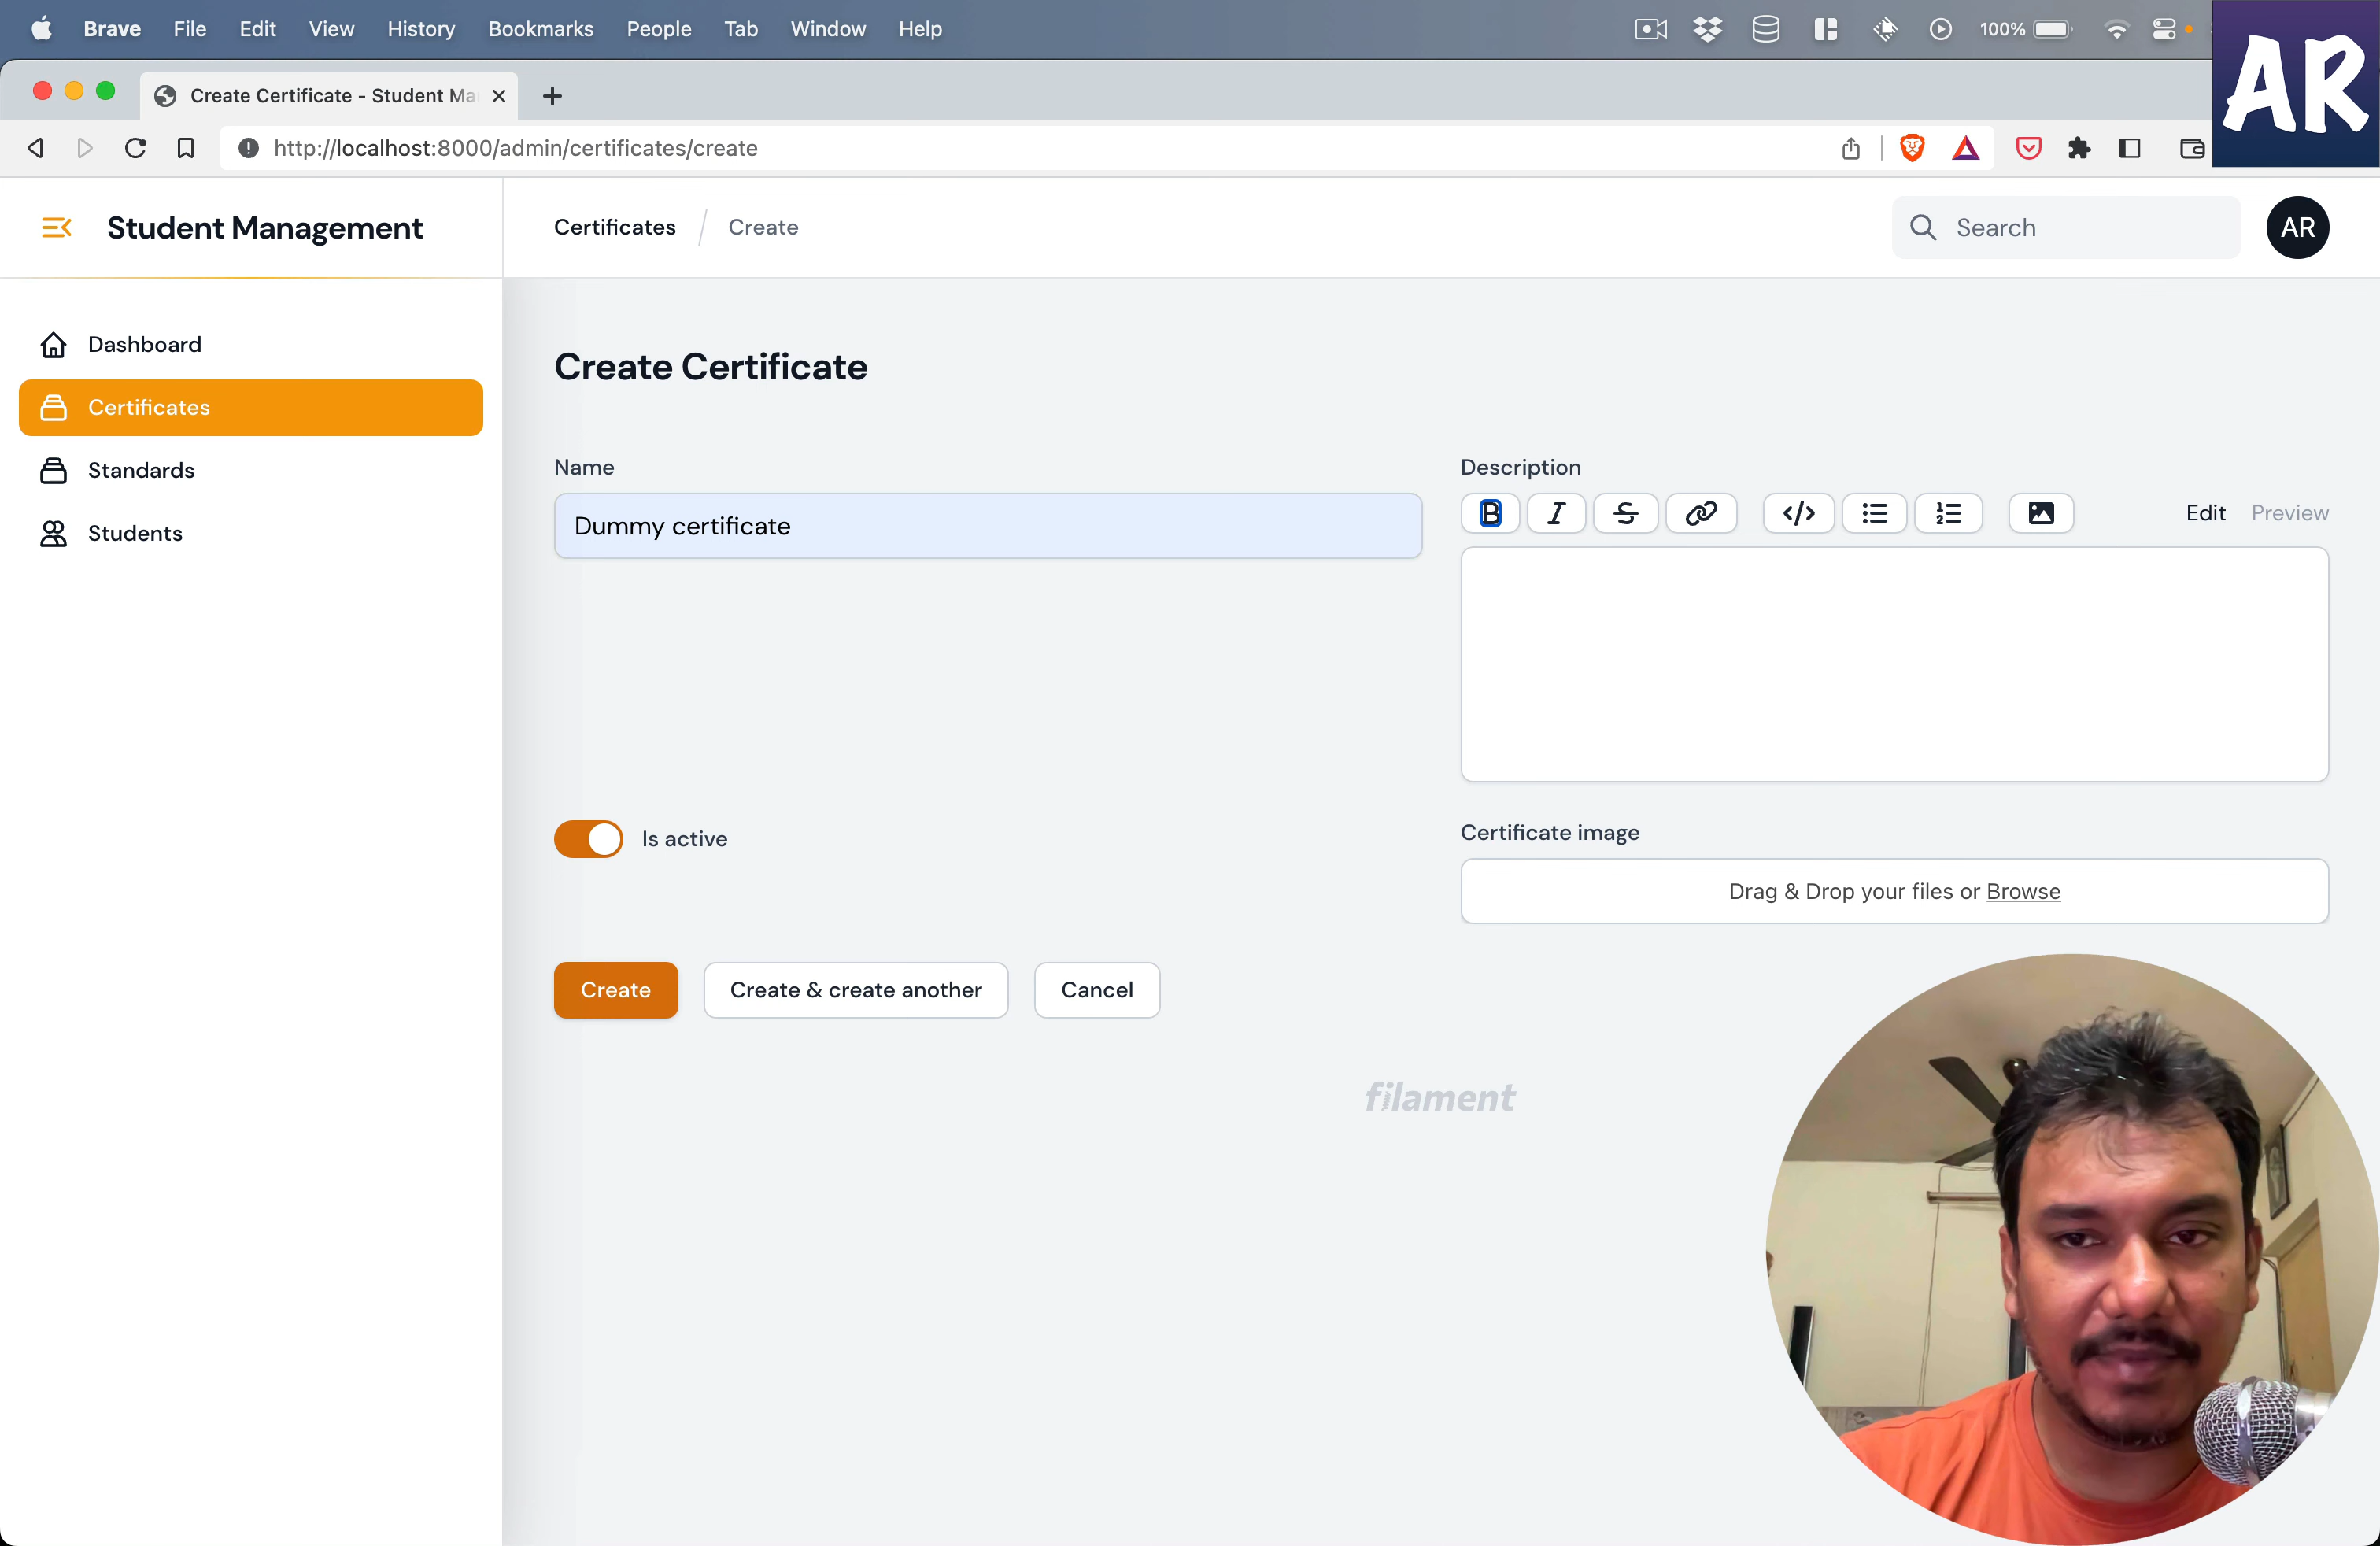 Brave File Edit View History Bookmarks People Tab Window Help 100%
AR
Create Certificate - Student Ma
http://localhost:8000/admin/certificates/create
Student Management
Certificates / Create
Search
AR
Dashboard
Certificates
Standards
Students
Create Certificate
Name
Dummy certificate
Description
B I S Edit Preview
Is active
Certificate image
Drag & Drop your files or Browse
Create
Create & create another
Cancel
filament